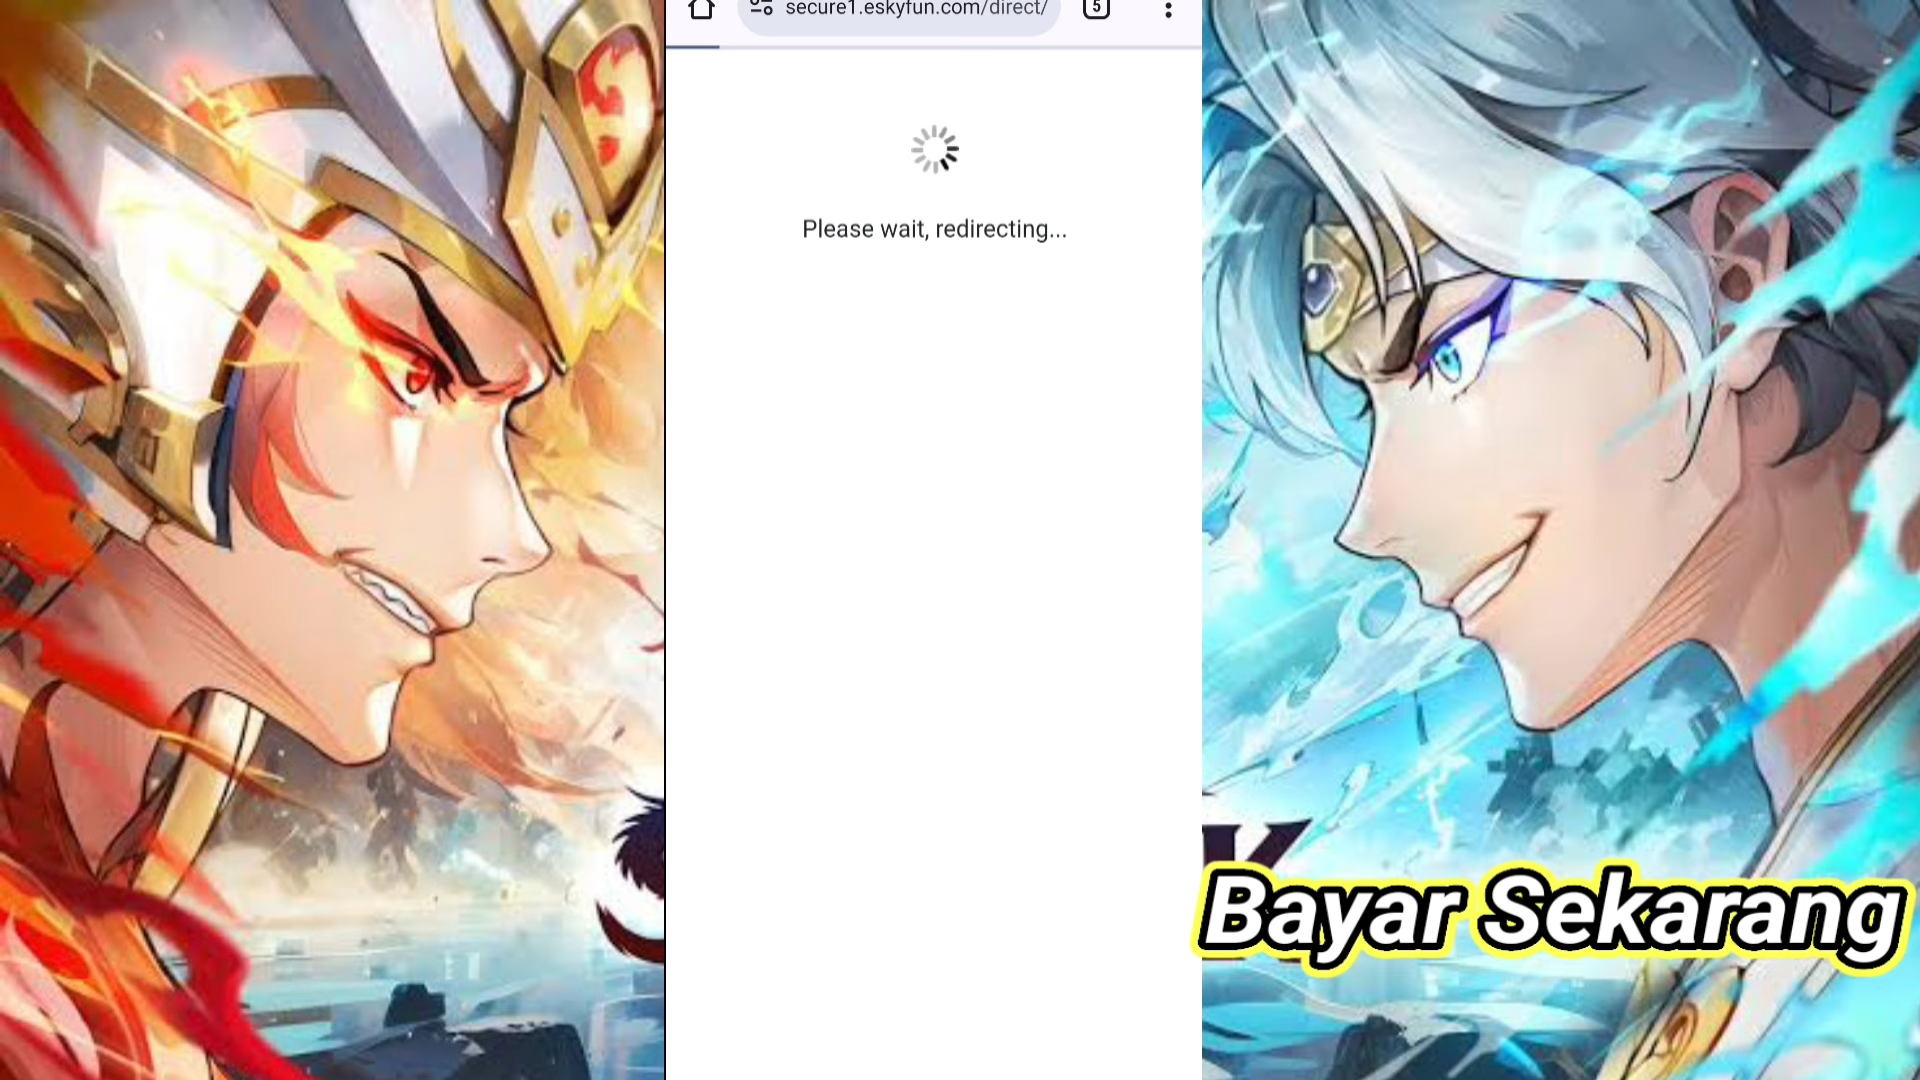 secure1.eskyfun.com/direct/
5
Please wait, redirecting...
Bayar Sekarang